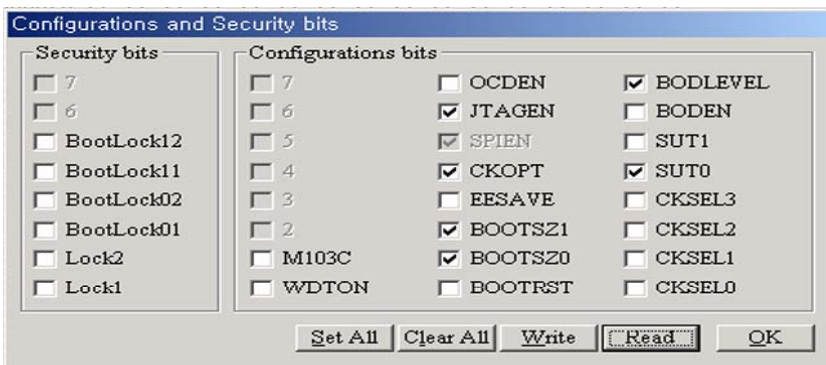 Configurations and Security bits
Security bits
7
6
BootLock12
BootLock11
BootLock02
BootLock01
Lock2
Lock1
Configurations bits
7
6
5
4
3
2
M103C
WDTON
OCDEN
JTAGEN
SPIEN
CKOPT
EESAVE
BOOTSZ1
BOOTSZ0
BOOTRST
BODLEVEL
BODEN
SUT1
SUT0
CKSEL3
CKSEL2
CKSEL1
CKSEL0
Set All Clear All Write Read OK